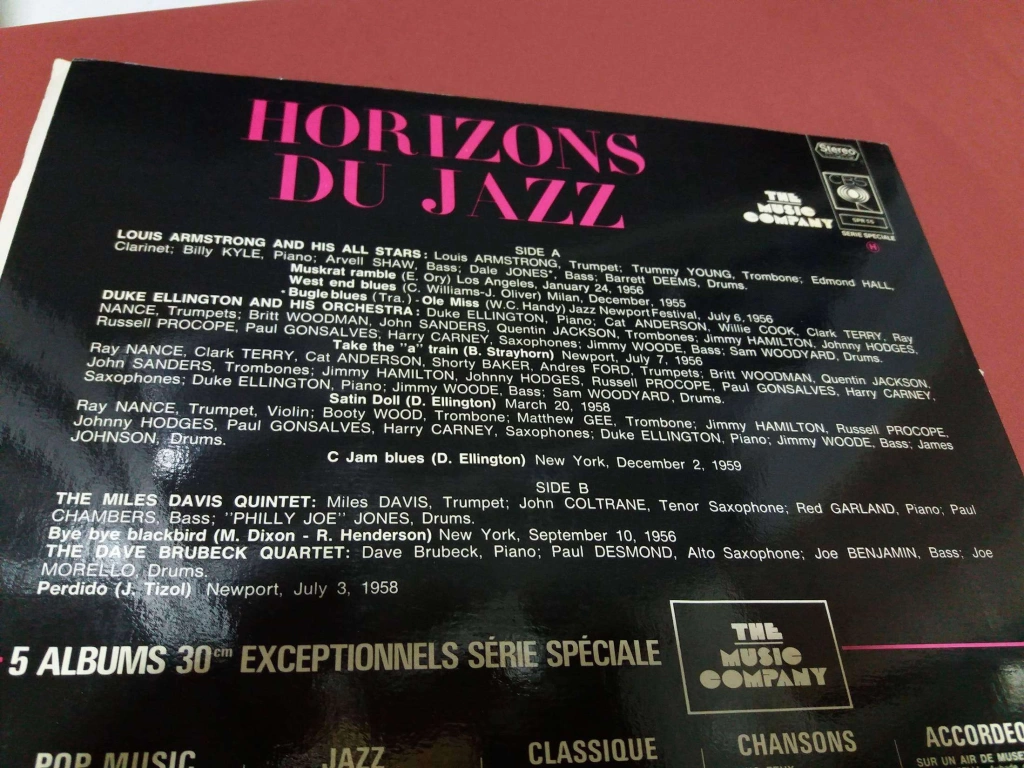 HORIZONS
DU JAZZ
Stereo
CBS
THE
MUSIC
COMPANY
SERIE SPECIALE
SIDE A
LOUIS ARMSTRONG AND HIS ALL STARS: Louis ARMSTRONG, Trumpet; Trummy YOUNG, Trombone; Edmond HALL,
Clarinet; Billy KYLE, Piano; Arvell SHAW, Bass; Dale JONES*, Bass; Barrett DEEMS, Drums.
Muskrat ramble (E. Ory) Los Angeles, January 24, 1956
West end blues (C. Williams-J. Oliver) Milan, December, 1955
*Bugle blues (Tra.) - Ole Miss (W.C. Handy) Jazz Newport Festival, July 6, 1956
DUKE ELLINGTON AND HIS ORCHESTRA: Duke ELLINGTON, Piano; Cat ANDERSON, Willie COOK, Clark TERRY, Ray
NANCE, Trumpets; Britt WOODMAN, John SANDERS, Quentin JACKSON, Trombones; Jimmy HAMILTON, Johnny HODGES,
Russell PROCOPE, Paul GONSALVES, Harry CARNEY, Saxophones; Jimmy WOODE, Bass; Sam WOODYARD, Drums.
Take the "a" train (B. Strayhorn) Newport, July 7, 1956
Ray NANCE, Clark TERRY, Cat ANDERSON, Shorty BAKER, Andres FORD, Trumpets; Britt WOODMAN, Quentin JACKSON,
John SANDERS, Trombones; Jimmy HAMILTON, Johnny HODGES, Russell PROCOPE, Paul GONSALVES, Harry CARNEY,
Saxophones; Duke ELLINGTON, Piano; Jimmy WOODE, Bass; Sam WOODYARD, Drums.
Satin Doll (D. Ellington) March 20, 1958
Ray NANCE, Trumpet, Violin; Booty WOOD, Trombone; Matthew GEE, Trombone; Jimmy HAMILTON, Russell PROCOPE,
Johnny HODGES, Paul GONSALVES, Harry CARNEY, Saxophones; Duke ELLINGTON, Piano; Jimmy WOODE, Bass; James
JOHNSON, Drums.
C Jam blues (D. Ellington) New York, December 2, 1959
SIDE B
THE MILES DAVIS QUINTET: Miles DAVIS, Trumpet; John COLTRANE, Tenor Saxophone; Red GARLAND, Piano; Paul
CHAMBERS, Bass; "PHILLY JOE" JONES, Drums.
Bye bye blackbird (M. Dixon - R. Henderson) New York, September 10, 1956
THE DAVE BRUBECK QUARTET: Dave Brubeck, Piano; Paul DESMOND, Alto Saxophone; Joe BENJAMIN, Bass; Joe
MORELLO, Drums.
Perdido (J. Tizol) Newport, July 3, 1958
5 ALBUMS 30cm EXCEPTIONNELS SÉRIE SPÉCIALE
THE
MUSIC
COMPANY
POP MUSIC
JAZZ
CLASSIQUE
CHANSONS
ACCORDEO
SUR UN AIR DE MUSE